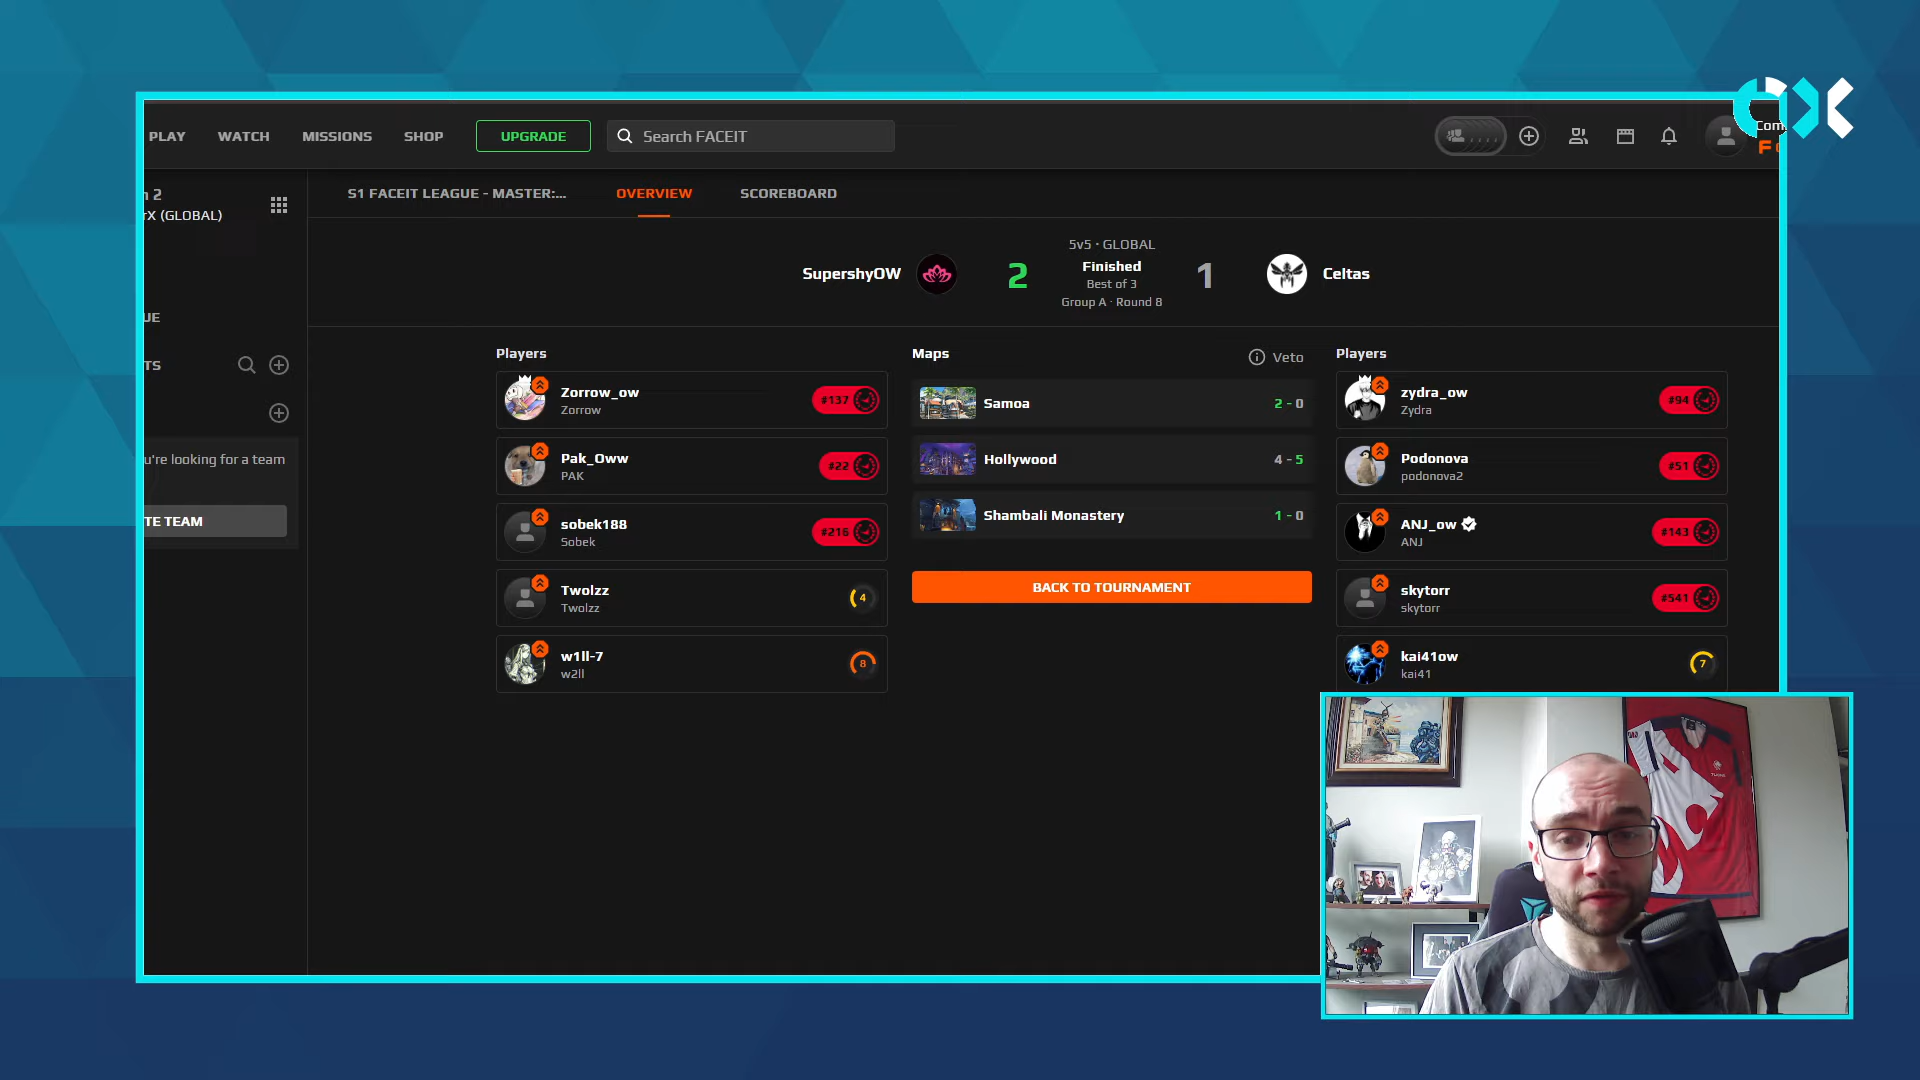 PLAY
WATCH
MISSIONS
SHOP
UPGRADE
Search FACEIT
Com
S1 FACEIT LEAGUE - MASTER:...
OVERVIEW
SCOREBOARD
n 2
rX (GLOBAL)
UE
TS
u're looking for a team
TE TEAM
5v5 • GLOBAL
SupershyOW
2
Finished
1
Celtas
Best of 3
Group A · Round 8
Players
Zorrow_ow
Zorrow
#137
Pak_Oww
PAK
#22
sobek188
Sobek
#216
Twolzz
Twolzz
4
w1ll-7
w2ll
8
Maps
Veto
Samoa
2 - 0
Hollywood
4 - 5
Shambali Monastery
1 - 0
BACK TO TOURNAMENT
Players
zydra_ow
Zydra
#94
Podonova
podonova2
#51
ANJ_ow
ANJ
#143
skytorr
skytorr
#541
kai41ow
kai41
7